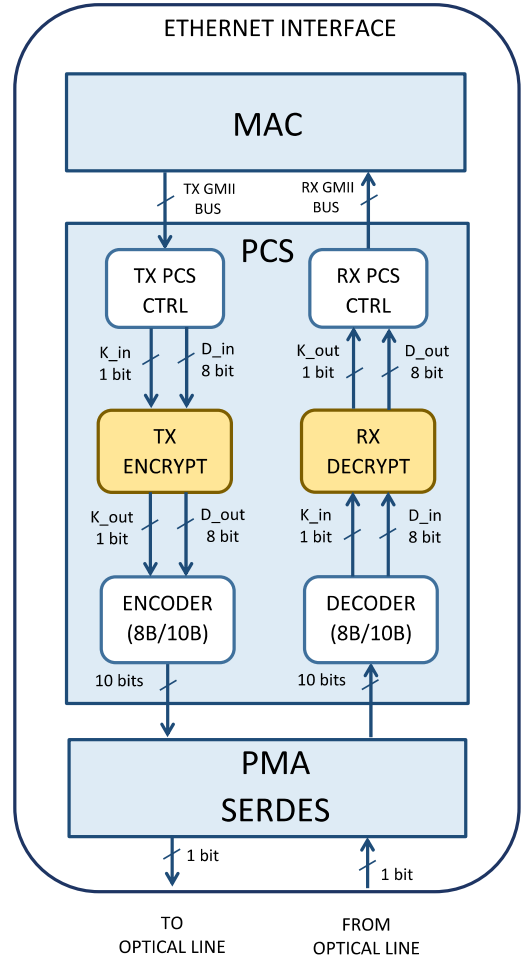 ETHERNET INTERFACE
MAC
TX GMII
BUS
RX GMII
BUS
PCS
TX PCS
CTRL
RX PCS
CTRL
K_in
1 bit
D_in
8 bit
K_out
1 bit
D_out
8 bit
TX
ENCRYPT
RX
DECRYPT
K_out
1 bit
D_out
8 bit
K_in
1 bit
D_in
8 bit
ENCODER
(8B/10B)
DECODER
(8B/10B)
10 bits
10 bits
PMA
SERDES
1 bit
1 bit
TO
OPTICAL LINE
FROM
OPTICAL LINE